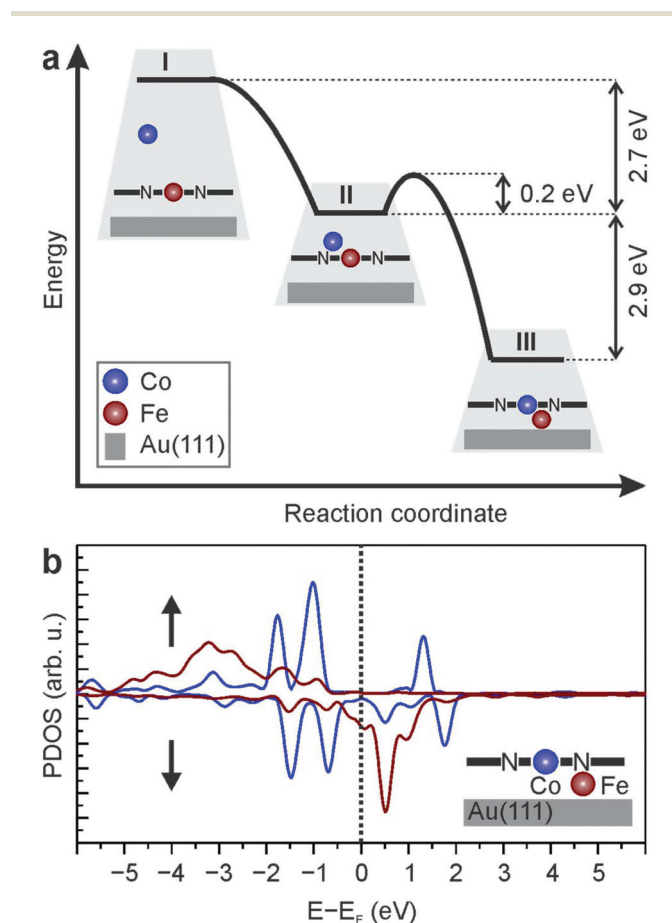 a
I
N N
II
N N
III
N N
2.7 eV
0.2 eV
2.9 eV
Energy
Co
Fe
Au(111)
Reaction coordinate
b
PDOS (arb. u.)
N N
Co Fe
Au(111)
−5 −4 −3 −2 −1 0 1 2 3 4 5
E−E_F (eV)